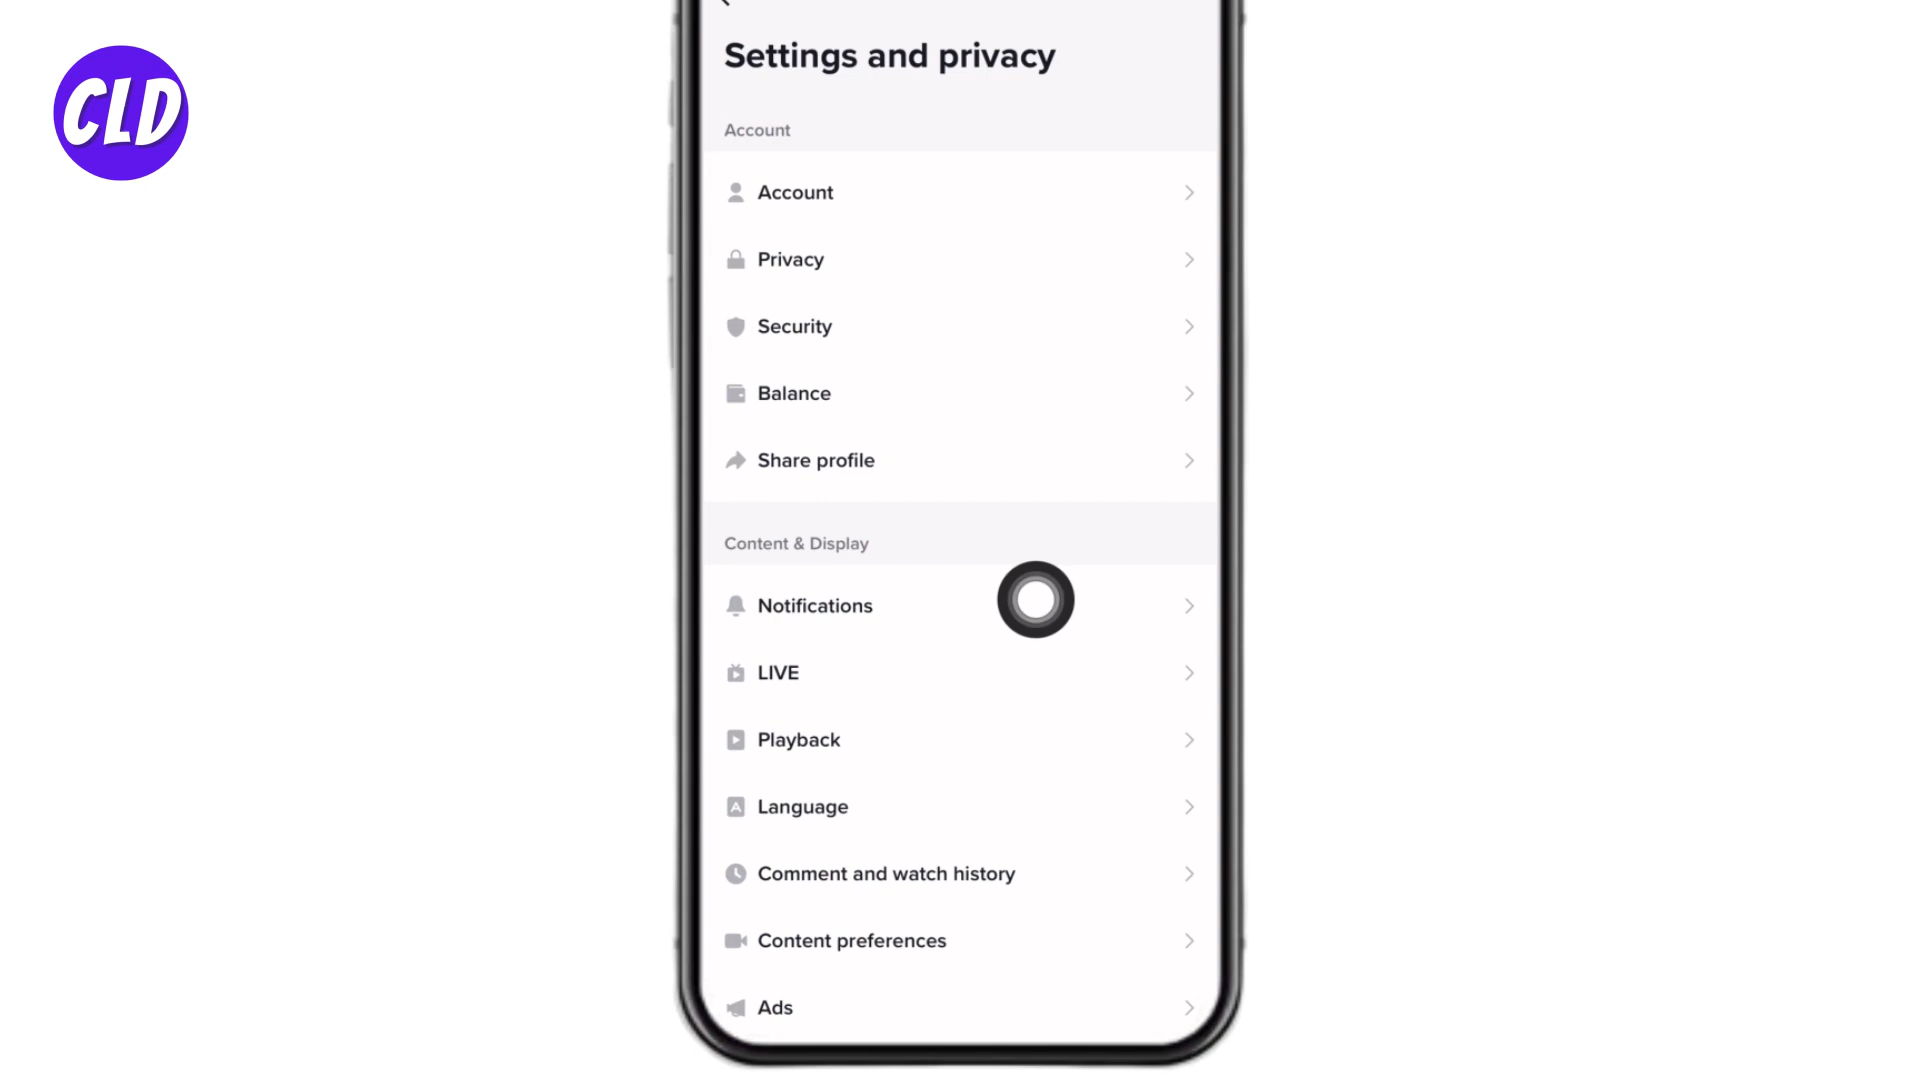 CLD
Settings and privacy
Account
Account
Privacy
Security
Balance
Share profile
Content & Display
Notifications
LIVE
Playback
Language
Comment and watch history
Content preferences
Ads